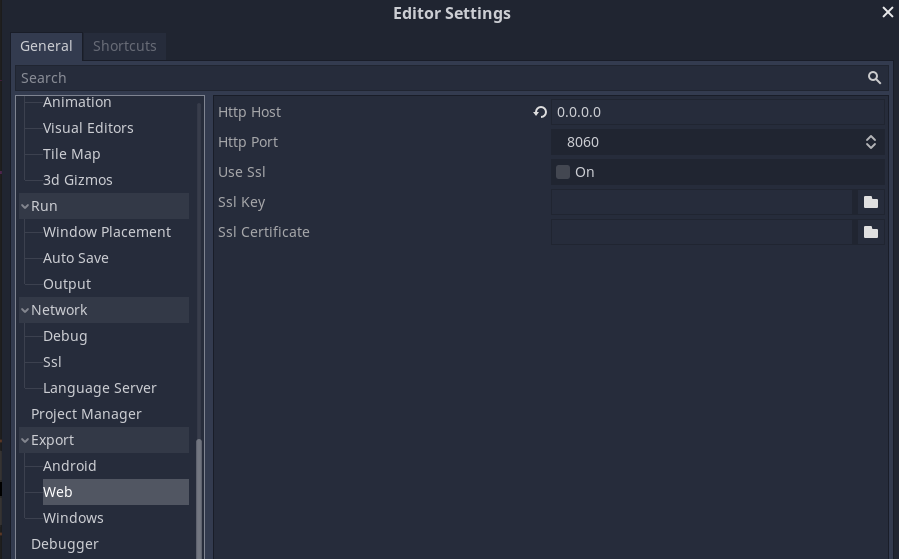 Editor Settings
General
Shortcuts
Search
Animation
Visual Editors
Tile Map
3d Gizmos
Run
Window Placement
Auto Save
Output
Network
Debug
Ssl
Language Server
Project Manager
Export
Android
Web
Windows
Debugger
Http Host 0.0.0.0
Http Port 8060
Use Ssl On
Ssl Key
Ssl Certificate